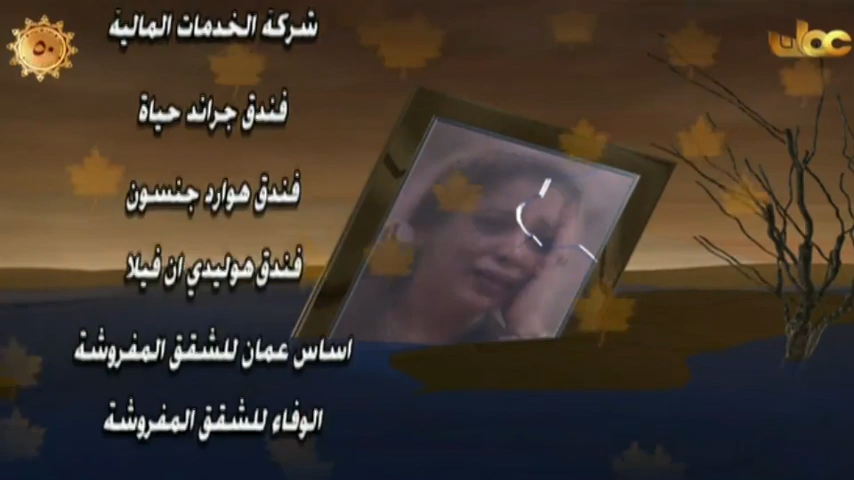 شركة الخدمات المالية
فندق جراند حياة
فندق هوارد جنسون
فندق هوليدي ان فيلا
اساس عمان للشقق المفروشة
الوفاء للشقق المفروشة
٥٠
عمان